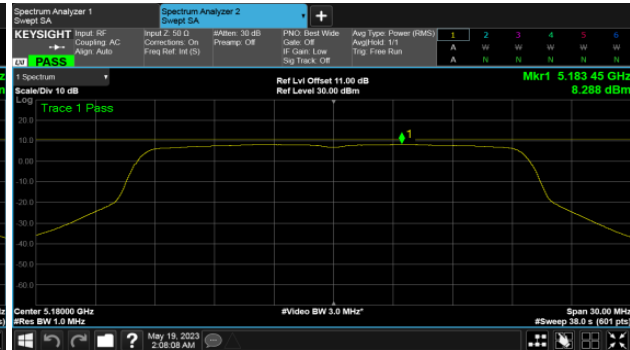 Spectrum Analyzer 1
Swept SA
Spectrum Analyzer 2
Swept SA
+
KEYSIGHT
Input: RF
Coupling: AC
Align: Auto
Input Z: 50 Ω
Corrections: On
Freq Ref: Int (S)
#Atten: 30 dB
Preamp: Off
PNO: Best Wide
Gate: Off
IF Gain: Low
Sig Track: Off
Avg Type: Power (RMS)
Avg|Hold: 1/1
Trig: Free Run
1 2 3 4 5 6
A W W W W W
A N N N N N
LXI PASS
1 Spectrum
Scale/Div 10 dB
Ref Lvl Offset 11.00 dB
Ref Level 30.00 dBm
Mkr1 5.183 45 GHz
8.288 dBm
Log
Trace 1 Pass
1
20.0
10.0
0.00
-10.0
-20.0
-30.0
-40.0
-50.0
-60.0
Center 5.18000 GHz
#Res BW 1.0 MHz
#Video BW 3.0 MHz*
Span 30.00 MHz
#Sweep 38.0 s (601 pts)
?
May 19, 2023
2:08:08 AM